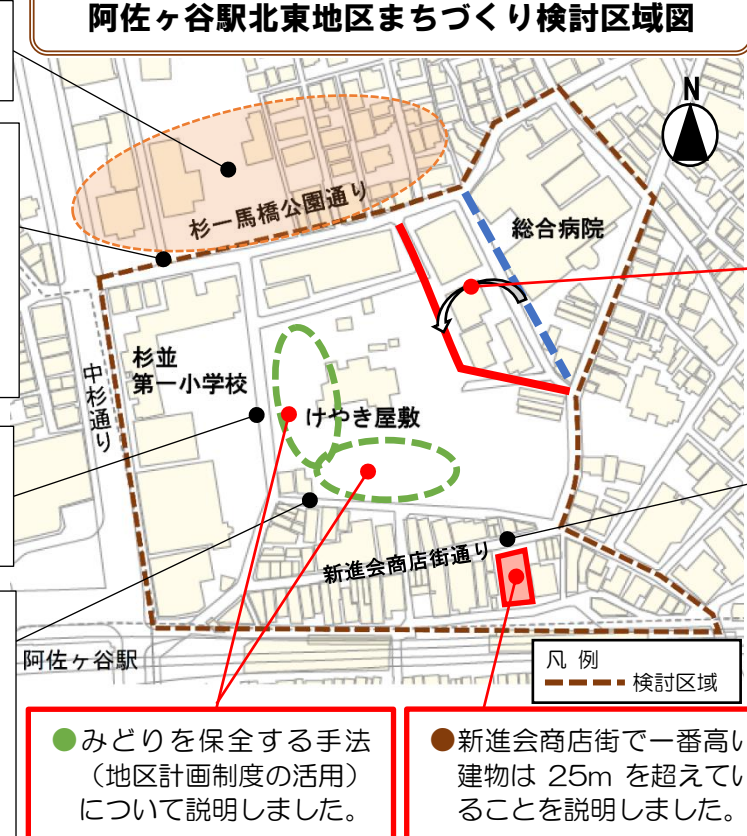 阿佐ヶ谷駅北東地区まちづくり検討区域図
N
杉一馬橋公園通り
総合病院
杉並
第一小学校
中杉通り
けやき屋敷
新進会商店街通り
阿佐ヶ谷駅
凡 例
検討区域
●みどりを保全する手法
（地区計画制度の活用）
について説明しました。
●新進会商店街で一番高い
建物は 25m を超えてい
ることを説明しました。